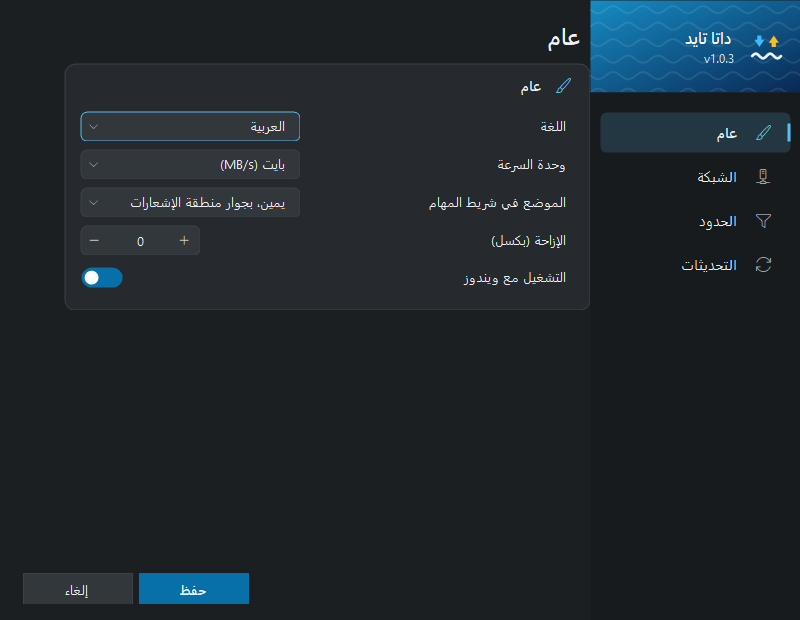 داتا تايد
v1.0.3
عام
الشبكة
الحدود
التحديثات
عام
عام
اللغة
العربية
وحدة السرعة
بايت (MB/s)
الموضع في شريط المهام
يمين، بجوار منطقة الإشعارات
الإزاحة (بكسل)
+ 0 −
التشغيل مع ويندوز
حفظ
إلغاء